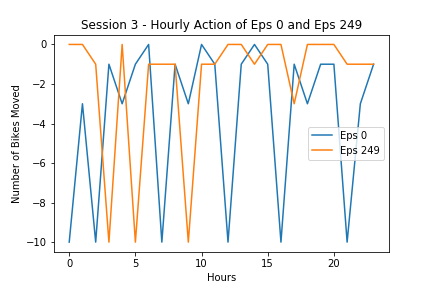 Session 3 - Hourly Action of Eps 0 and Eps 249
Number of Bikes Moved
0
−2
−4
−6
−8
−10
Eps 0
Eps 249
0 5 10 15 20
Hours